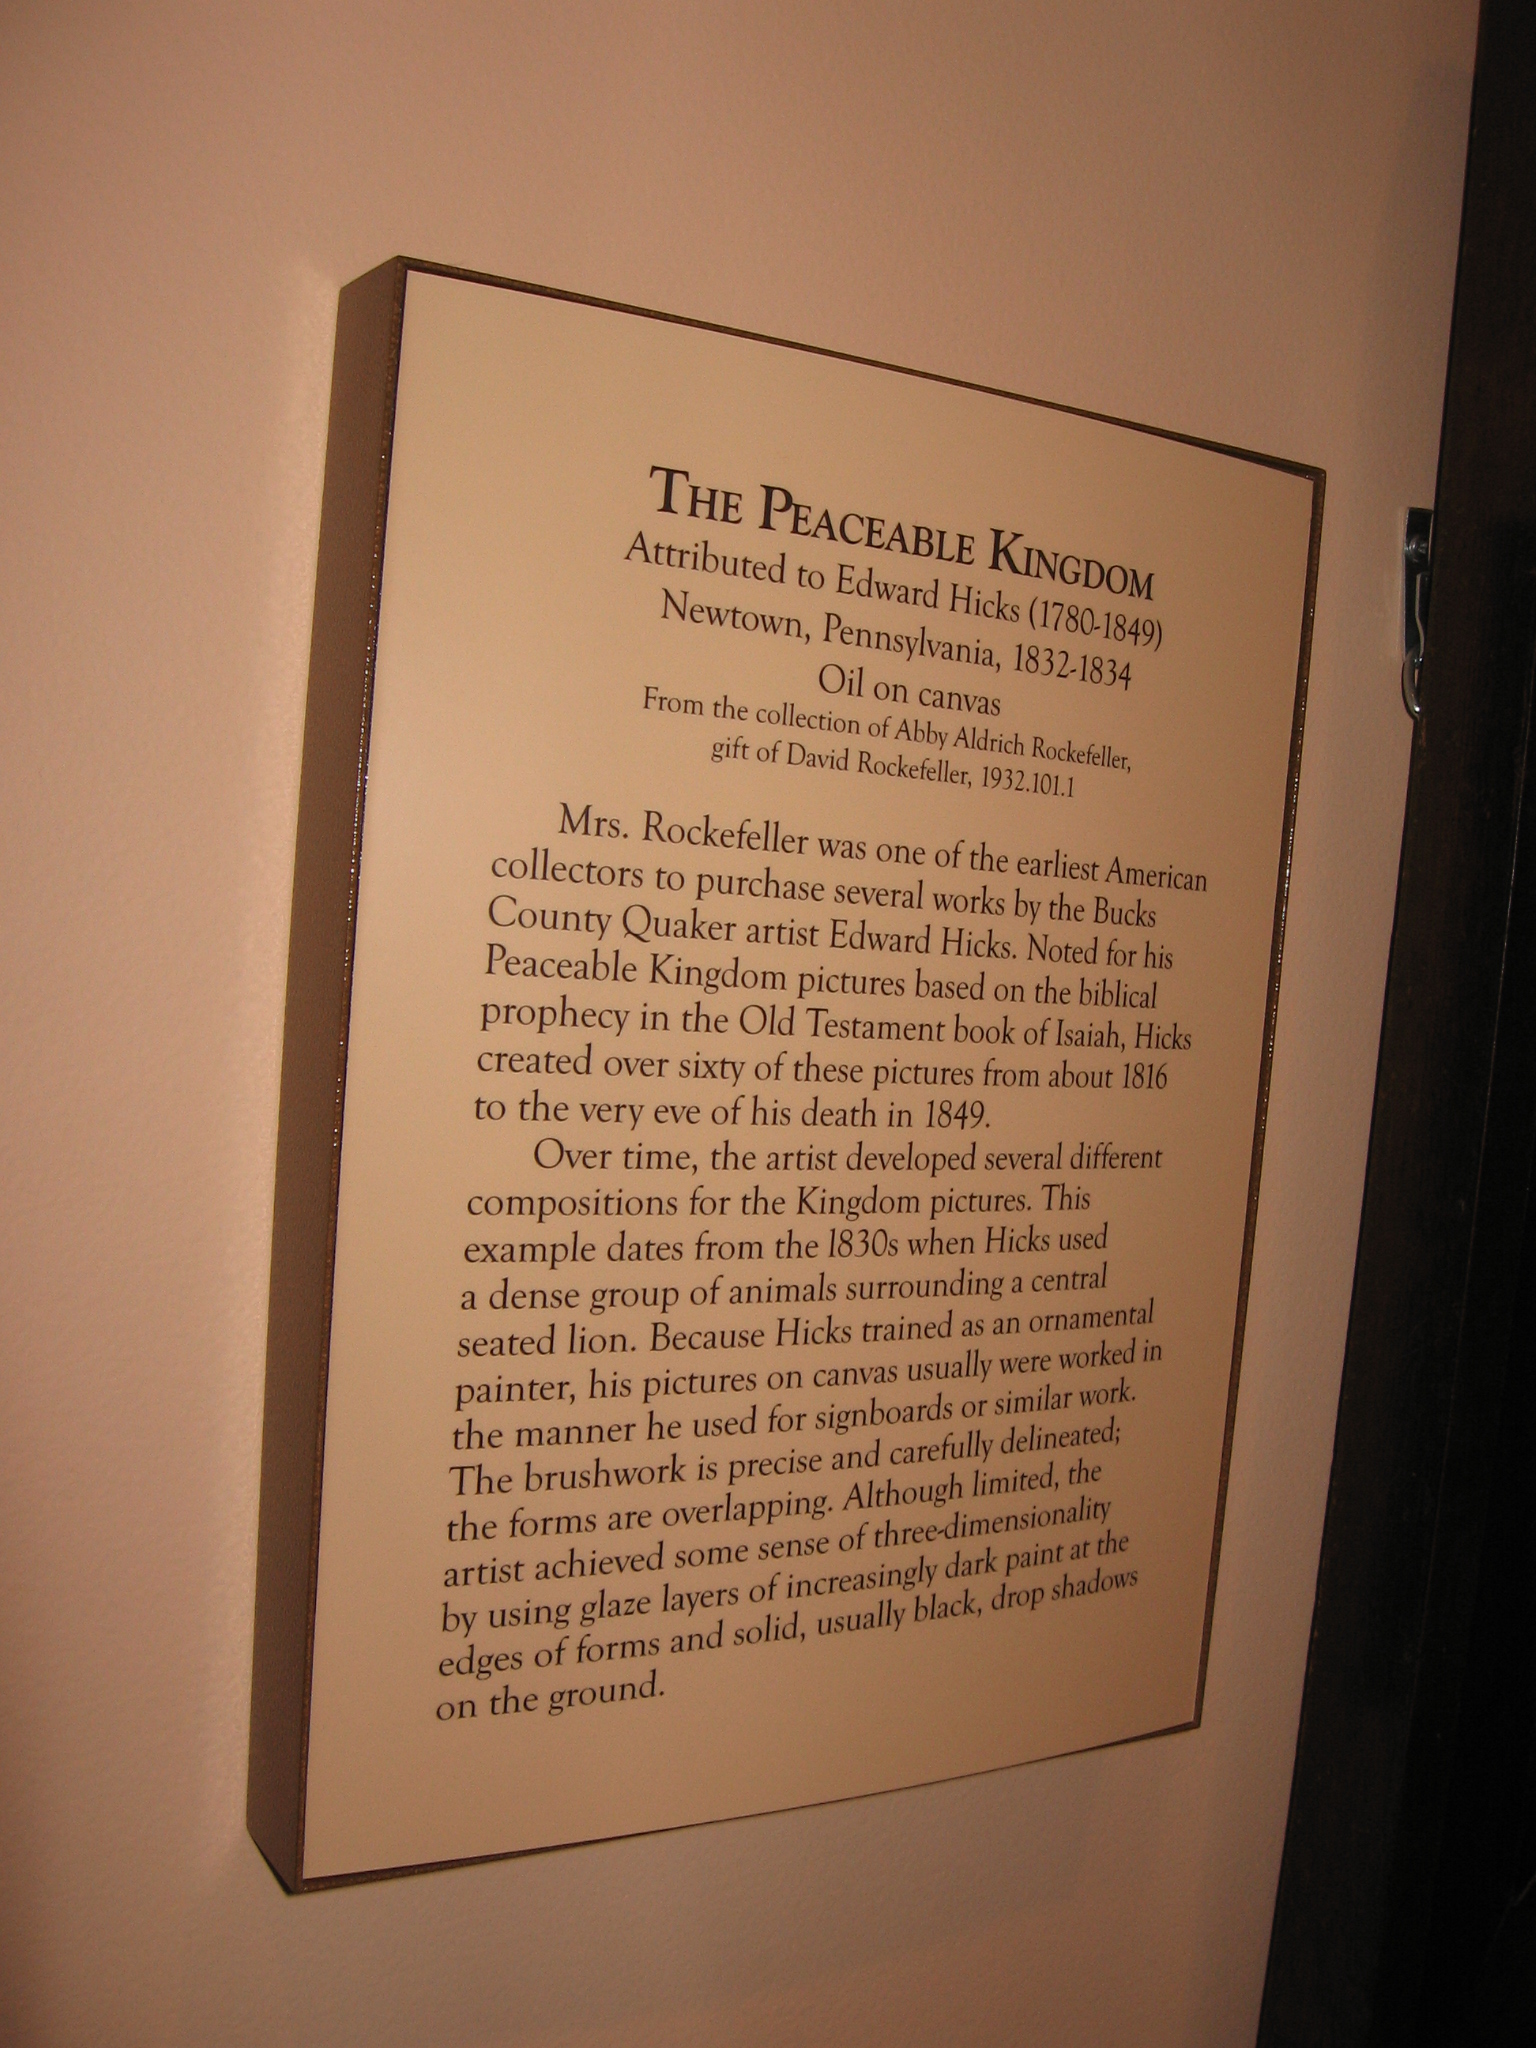 THE PEACEABLE KINGDOM
Attributed to Edward Hicks (1780-1849)
Newtown, Pennsylvania, 1832-1834
Oil on canvas
From the collection of Abby Aldrich Rockefeller,
gift of David Rockefeller, 1932.101.1
Mrs. Rockefeller was one of the earliest American
collectors to purchase several works by the Bucks
County Quaker artist Edward Hicks. Noted for his
Peaceable Kingdom pictures based on the biblical
prophecy in the Old Testament book of Isaiah, Hicks
created over sixty of these pictures from about 1816
to the very eve of his death in 1849.
Over time, the artist developed several different
compositions for the Kingdom pictures. This
example dates from the 1830s when Hicks used
a dense group of animals surrounding a central
seated lion. Because Hicks trained as an ornamental
painter, his pictures on canvas usually were worked in
the manner he used for signboards or similar work.
The brushwork is precise and carefully delineated;
the forms are overlapping. Although limited, the
artist achieved some sense of three-dimensionality
by using glaze layers of increasingly dark paint at the
edges of forms and solid, usually black, drop shadows
on the ground.